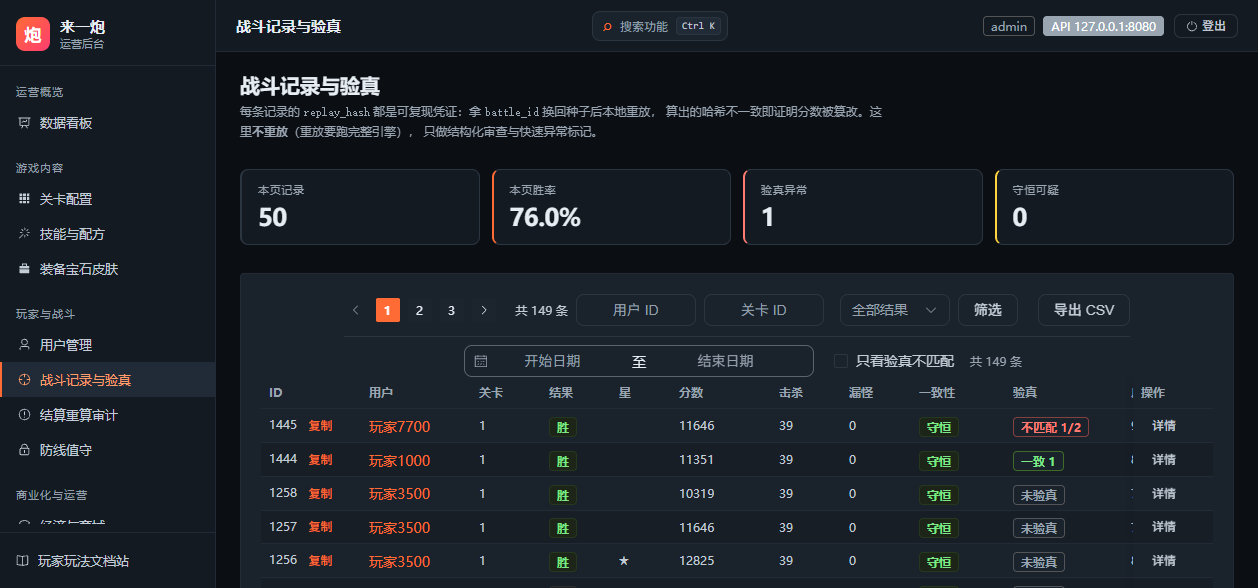 炮
来一炮
运营后台
战斗记录与验真
搜索功能 Ctrl K
admin
API 127.0.0.1:8080
登出
运营概览
数据看板
游戏内容
关卡配置
技能与配方
装备宝石皮肤
玩家与战斗
用户管理
战斗记录与验真
结算重算审计
防线值守
商业化与运营
玩家玩法文档站
战斗记录与验真
每条记录的 replay_hash 都是可复现凭证：拿 battle_id 换回种子后本地重放， 算出的哈希不一致即证明分数被篡改。这
里不重放（重放要跑完整引擎）， 只做结构化审查与快速异常标记。
本页记录
50
本页胜率
76.0%
验真异常
1
守恒可疑
0
1 2 3 共 149 条 用户 ID 关卡 ID 全部结果 筛选 导出 CSV
开始日期 至 结束日期 只看验真不匹配 共 149 条
ID 用户 关卡 结果 星 分数 击杀 漏怪 一致性 验真 操作
1445 复制 玩家7700 1 胜 11646 39 0 守恒 不匹配 1/2 详情
1444 复制 玩家1000 1 胜 11351 39 0 守恒 一致 1 详情
1258 复制 玩家3500 1 胜 10319 39 0 守恒 未验真 详情
1257 复制 玩家3500 1 胜 11646 39 0 守恒 未验真 详情
1256 复制 玩家3500 1 胜 ★ 12825 39 0 守恒 未验真 详情